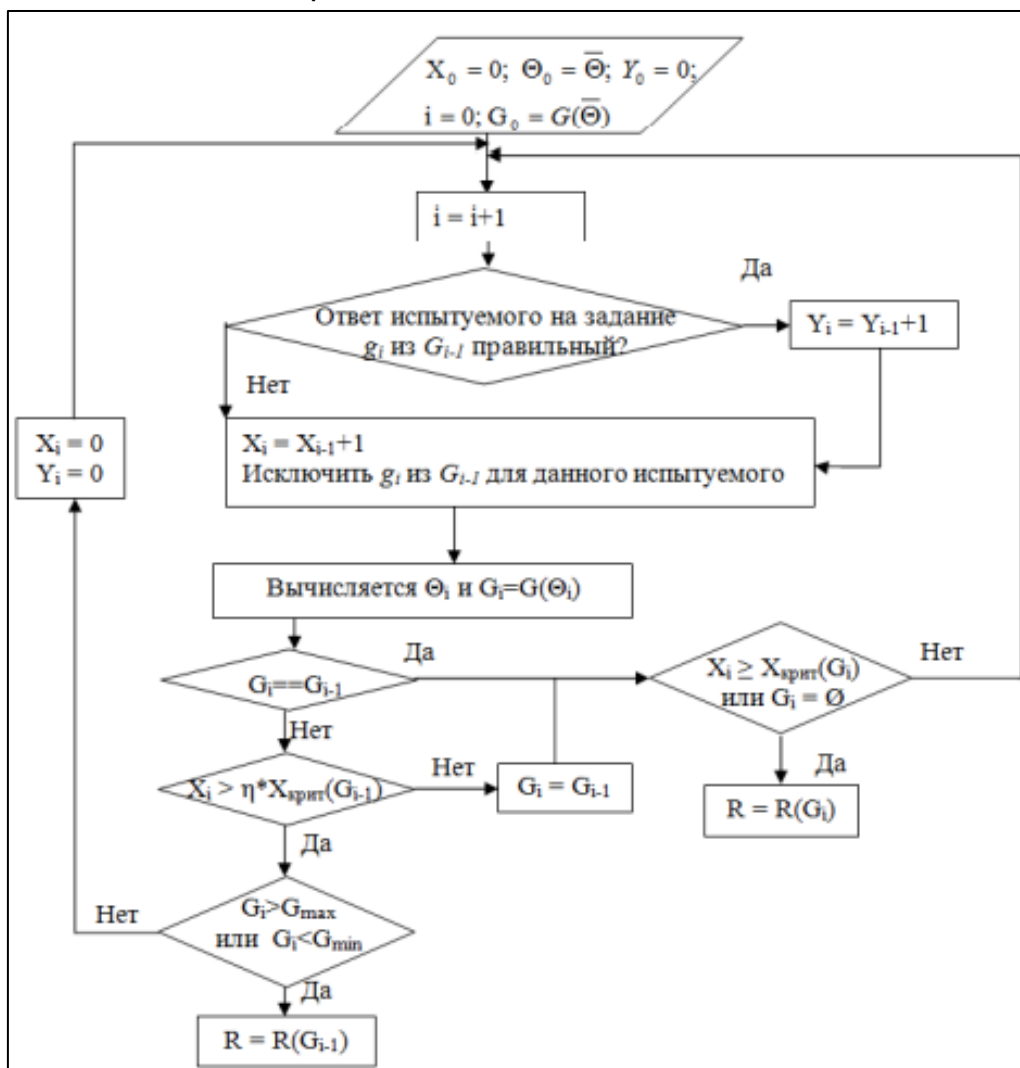 X₀ = 0; Θ₀ = Θ̅; Y₀ = 0;
i = 0; G₀ = G(Θ̅)
i = i+1
Да
Ответ испытуемого на задание
gᵢ из Gᵢ₋₁ правильный?
Yᵢ = Yᵢ₋₁+1
Нет
Xᵢ = 0
Yᵢ = 0
Xᵢ = Xᵢ₋₁+1
Исключить gᵢ из Gᵢ₋₁ для данного испытуемого
Вычисляется Θᵢ и Gᵢ=G(Θᵢ)
Да
Gᵢ==Gᵢ₋₁
Xᵢ ≥ Xкрит(Gᵢ)
или Gᵢ = Ø
Нет
Нет
Xᵢ > η*Xкрит(Gᵢ₋₁)
Нет
Gᵢ = Gᵢ₋₁
Да
R = R(Gᵢ)
Да
Нет
Gᵢ>Gmax
или Gᵢ<Gmin
Да
R = R(Gᵢ₋₁)